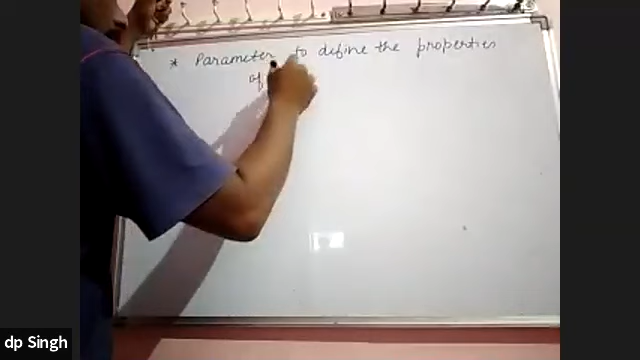 * Parameter to define the properties
of
dp Singh